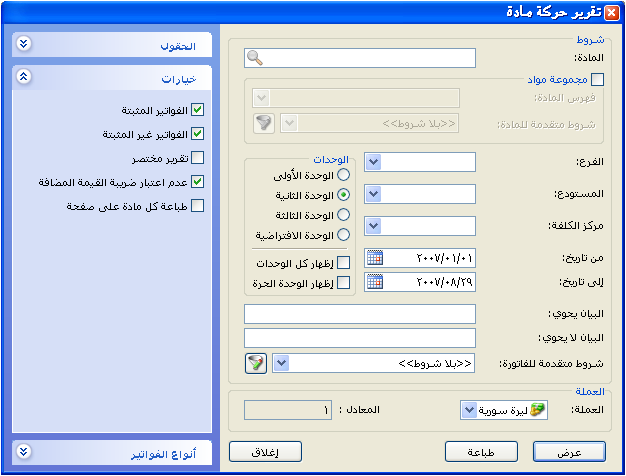 تقرير حركة مادة
شروط
المادة:
مجموعة مواد
فهرس المادة:
شروط متقدمة للمادة:
<<بلا شروط>>
الفرع:
المستودع:
مركز الكلفة:
من تاريخ:
٢٠٠٧/٠١/٠١
إلى تاريخ:
٢٠٠٧/٠٨/٢٩
الوحدات
الوحدة الأولى
الوحدة الثانية
الوحدة الثالثة
الوحدة الافتراضية
إظهار كل الوحدات
إظهار الوحدة الحرة
البيان يحوي:
البيان لا يحوي:
شروط متقدمة للفاتورة:
<<بلا شروط>>
العملة
العملة:
ليرة سورية
المعادل :
١
عرض
طباعة
إغلاق
الحقول
خيارات
الفواتير المثبتة
الفواتير غير المثبتة
تقرير مختصر
عدم اعتبار ضريبة القيمة المضافة
طباعة كل مادة على صفحة
أنواع الفواتير